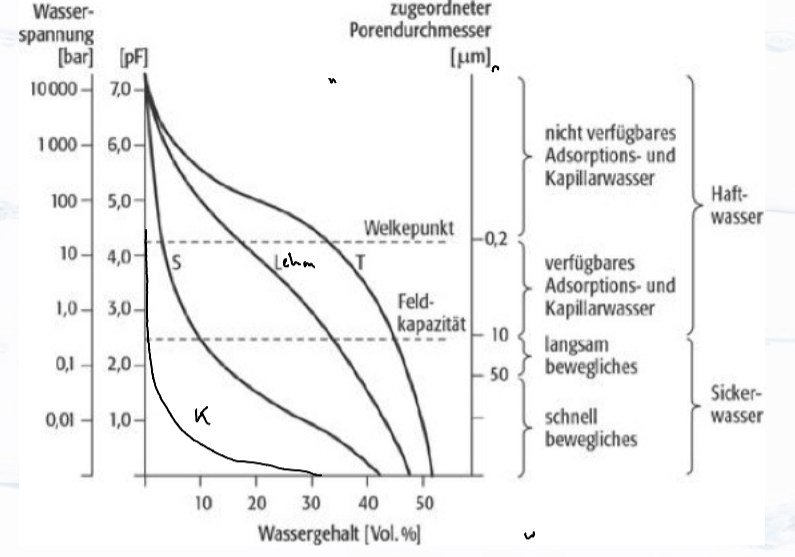 Wasser-
spannung
[bar]
[pF]
zugeordneter
Porendurchmesser
[µm]
10 000
1 000
100
10
1,0
0,1
0,01
7,0
6,0
5,0
4,0
3,0
2,0
1,0
S
Lehm
T
K
Welkepunkt
Feld-
kapazität
0,2
10
50
nicht verfügbares
Adsorptions- und
Kapillarwasser
verfügbares
Adsorptions- und
Kapillarwasser
langsam
bewegliches
schnell
bewegliches
Haft-
wasser
Sicker-
wasser
10 20 30 40 50
Wassergehalt [Vol. %]